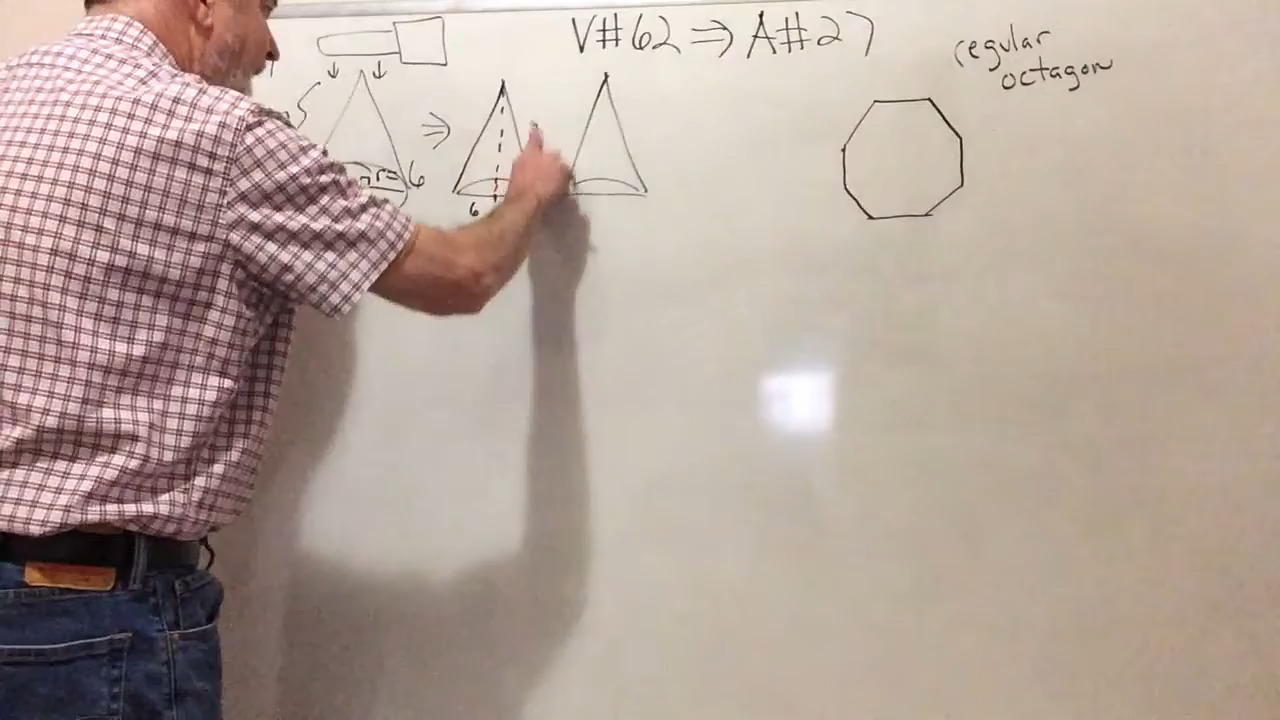 V#62 ⇒ A#27
regular
octagon
r=6
⇒
6